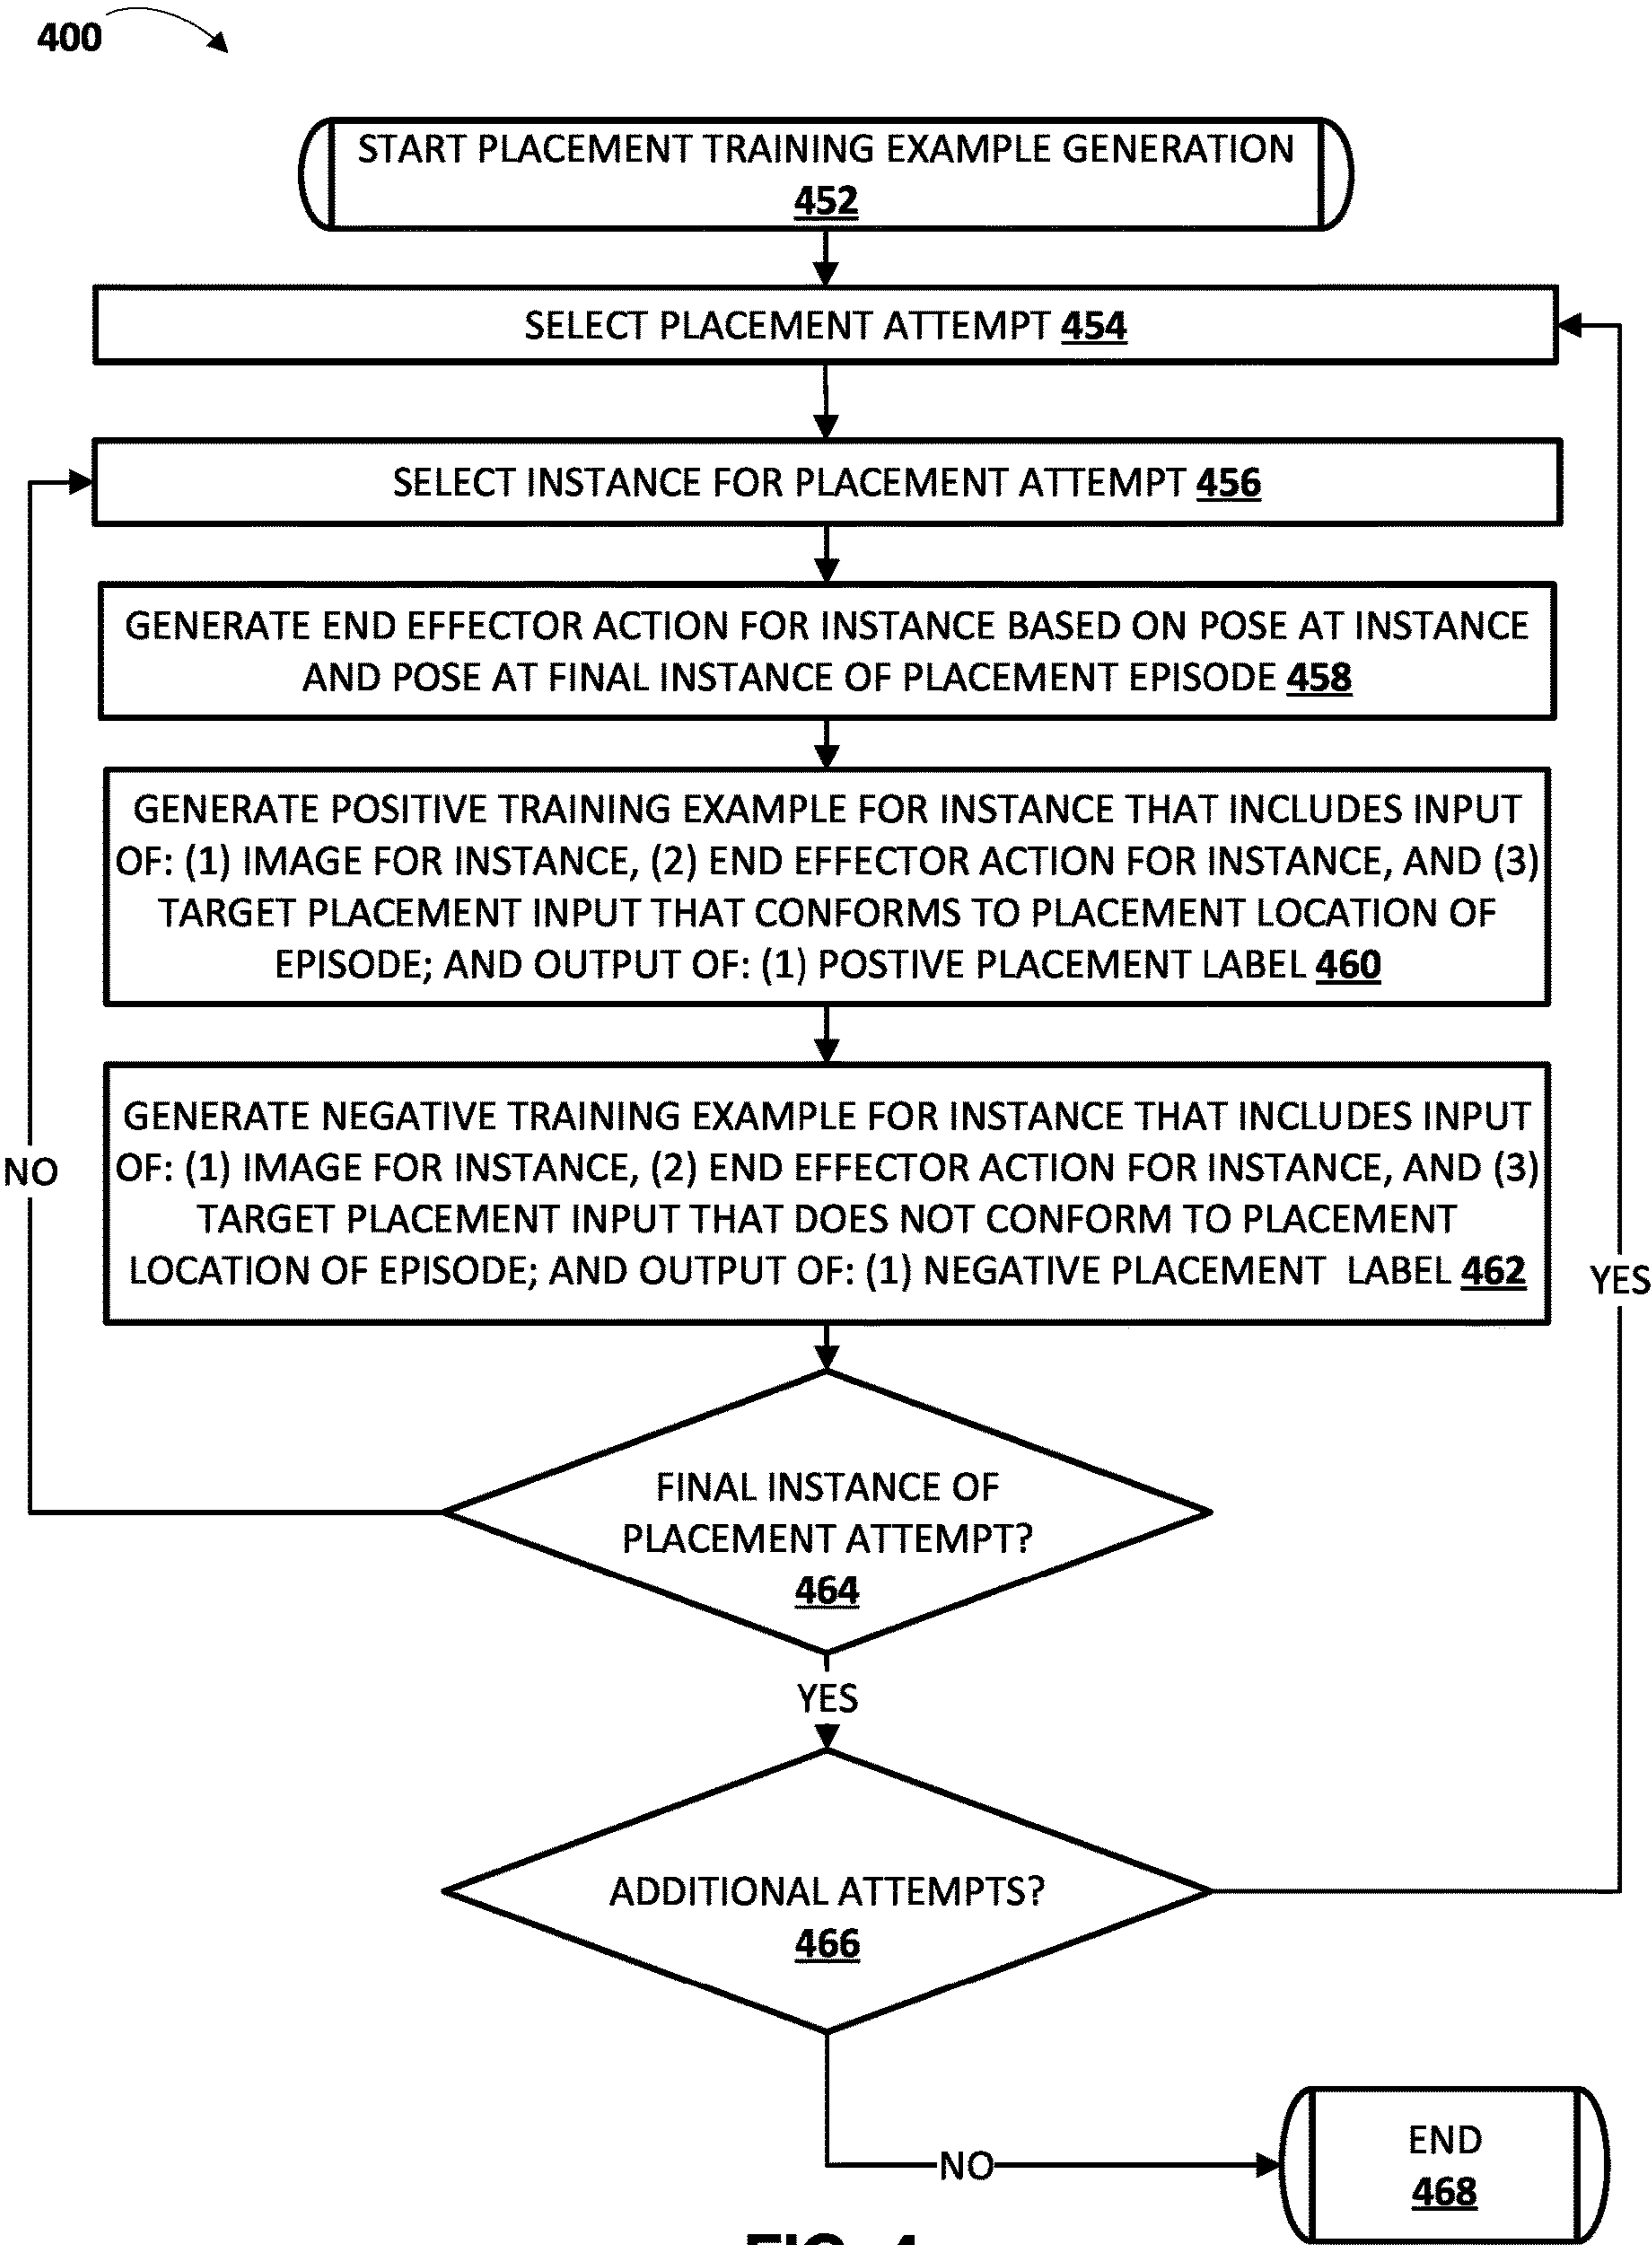 400
START PLACEMENT TRAINING EXAMPLE GENERATION
452
SELECT PLACEMENT ATTEMPT 454
SELECT INSTANCE FOR PLACEMENT ATTEMPT 456
GENERATE END EFFECTOR ACTION FOR INSTANCE BASED ON POSE AT INSTANCE
AND POSE AT FINAL INSTANCE OF PLACEMENT EPISODE 458
GENERATE POSITIVE TRAINING EXAMPLE FOR INSTANCE THAT INCLUDES INPUT
OF: (1) IMAGE FOR INSTANCE, (2) END EFFECTOR ACTION FOR INSTANCE, AND (3)
TARGET PLACEMENT INPUT THAT CONFORMS TO PLACEMENT LOCATION OF
EPISODE; AND OUTPUT OF: (1) POSTIVE PLACEMENT LABEL 460
GENERATE NEGATIVE TRAINING EXAMPLE FOR INSTANCE THAT INCLUDES INPUT
OF: (1) IMAGE FOR INSTANCE, (2) END EFFECTOR ACTION FOR INSTANCE, AND (3)
TARGET PLACEMENT INPUT THAT DOES NOT CONFORM TO PLACEMENT
LOCATION OF EPISODE; AND OUTPUT OF: (1) NEGATIVE PLACEMENT LABEL 462
NO
YES
FINAL INSTANCE OF
PLACEMENT ATTEMPT?
464
YES
ADDITIONAL ATTEMPTS?
466
NO
END
468